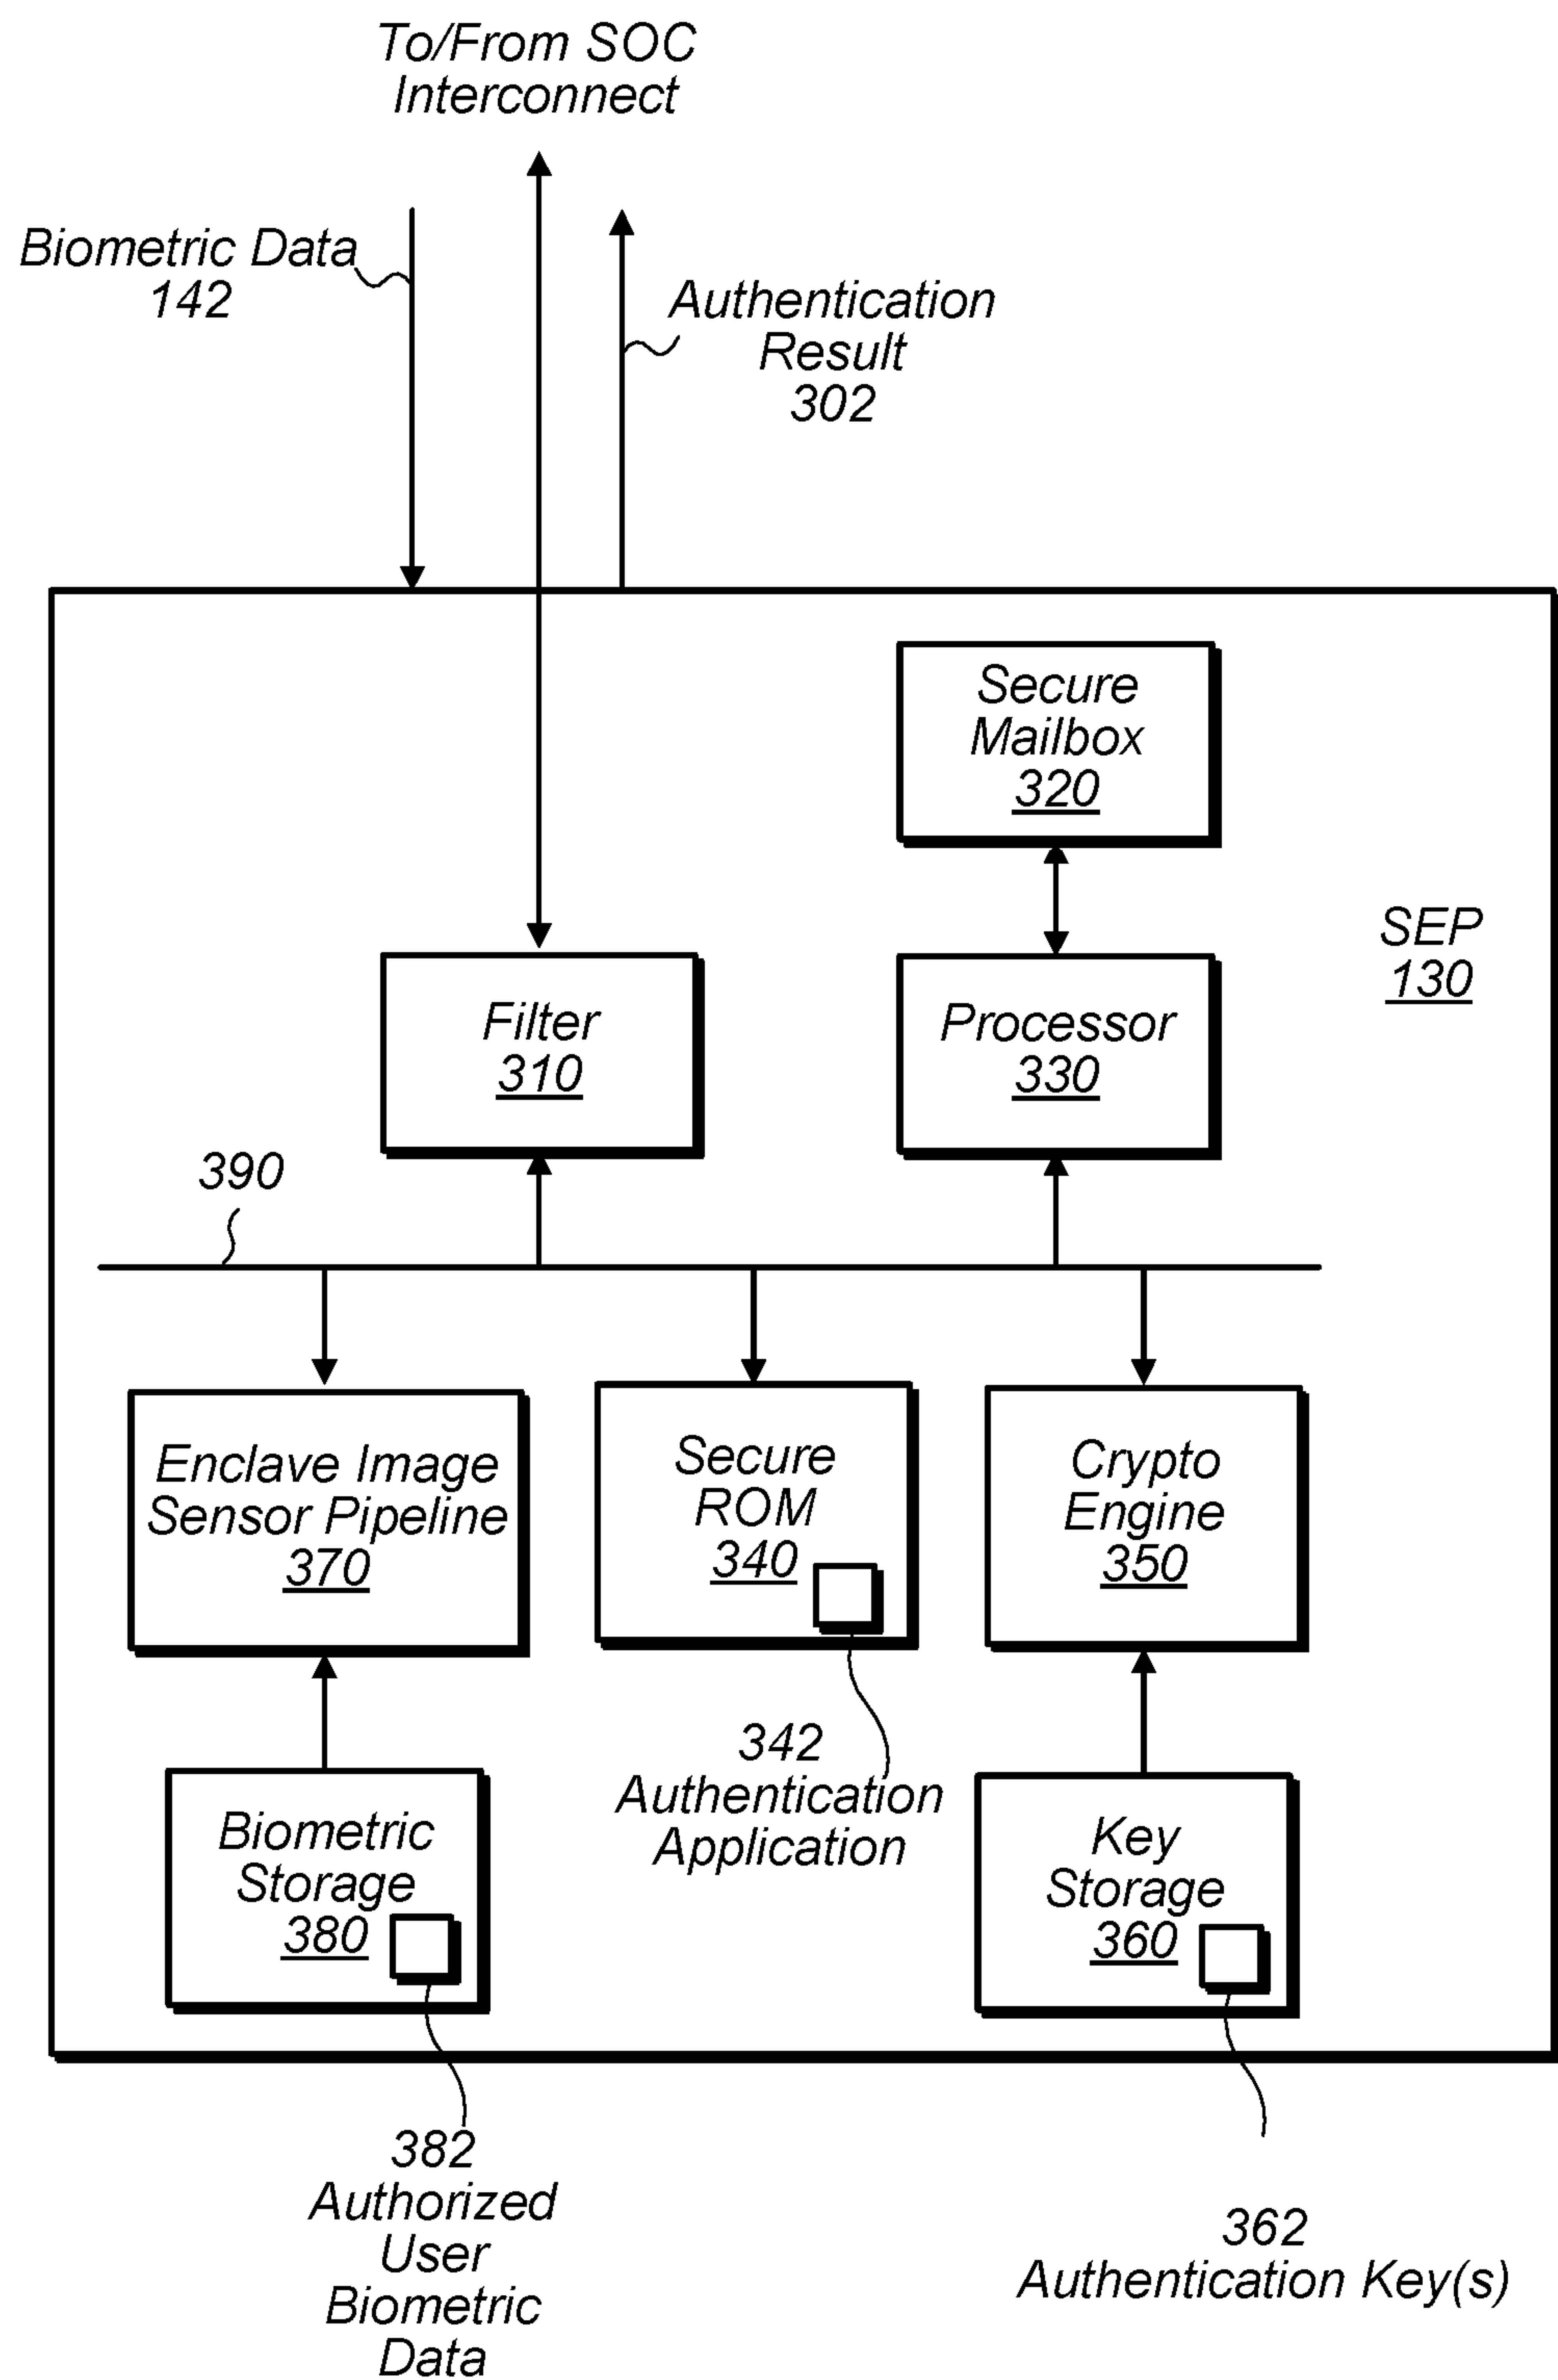 To/From SOC
Interconnect
Biometric Data
142
Authentication
Result
302
Secure
Mailbox
320
SEP
130
Filter
310
Processor
330
390
Enclave Image
Sensor Pipeline
370
Secure
ROM
340
Crypto
Engine
350
342
Authentication
Application
Biometric
Storage
380
Key
Storage
360
382
Authorized
User
Biometric
Data
362
Authentication Key(s)